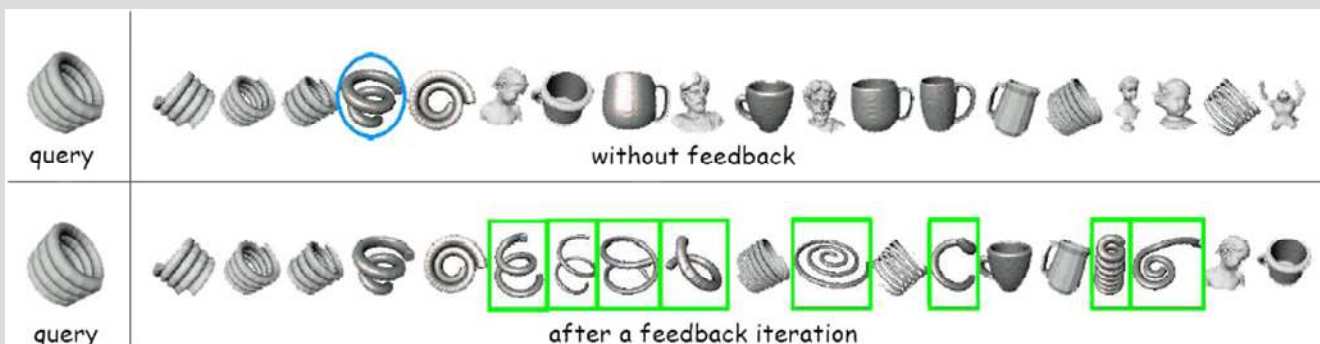 query
without feedback
query
after a feedback iteration